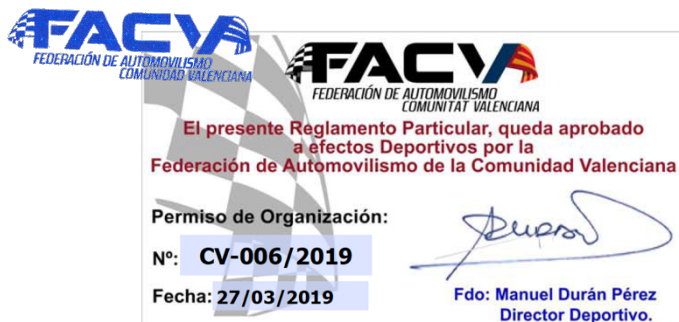 FACVA
FEDERACIÓN DE AUTOMOVILISMO
COMUNIDAD VALENCIANA
FACVA
FEDERACIÓN DE AUTOMOVILISMO
COMUNITAT VALENCIANA
El presente Reglamento Particular, queda aprobado
a efectos Deportivos por la
Federación de Automovilismo de la Comunidad Valenciana
Permiso de Organización:
Nº: CV-006/2019
Fecha: 27/03/2019
Fdo: Manuel Durán Pérez
Director Deportivo.